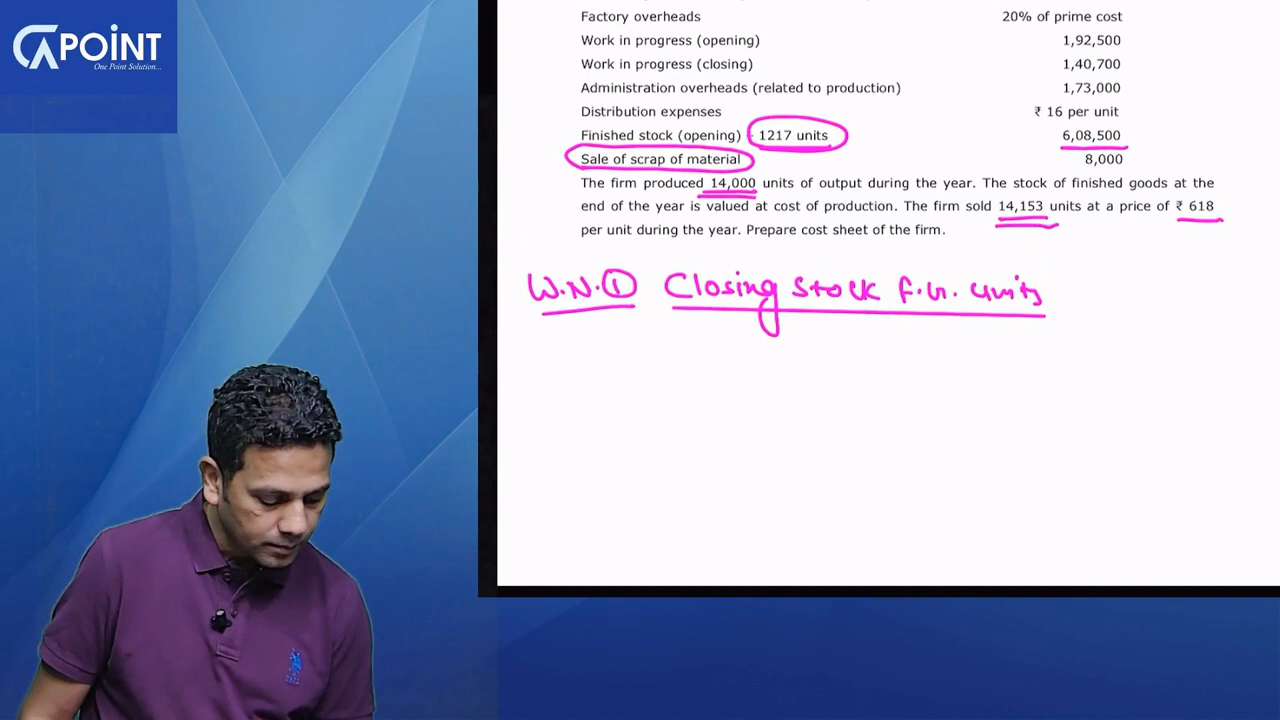 CAPOINT
One Point Solution...
Factory overheads 20% of prime cost
Work in progress (opening) 1,92,500
Work in progress (closing) 1,40,700
Administration overheads (related to production) 1,73,000
Distribution expenses ₹ 16 per unit
Finished stock (opening) - 1217 units 6,08,500
Sale of scrap of material 8,000
The firm produced 14,000 units of output during the year. The stock of finished goods at the
end of the year is valued at cost of production. The firm sold 14,153 units at a price of ₹ 618
per unit during the year. Prepare cost sheet of the firm.
W.N.① Closing Stock F.G. Units